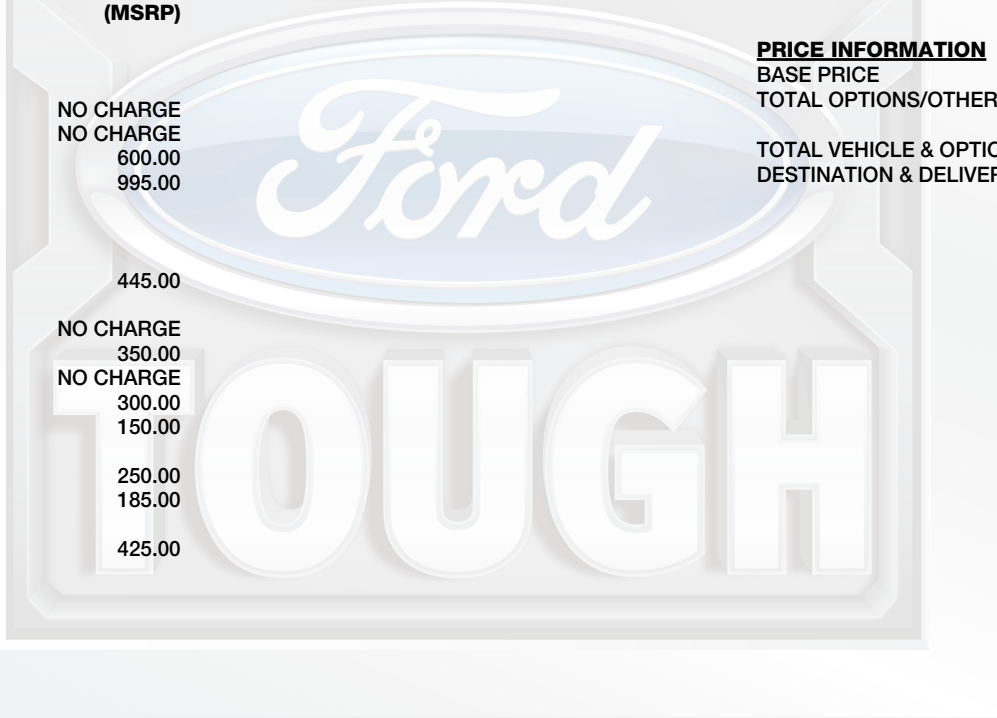 (MSRP)
NO CHARGE
NO CHARGE
600.00
995.00
445.00
NO CHARGE
350.00
NO CHARGE
300.00
150.00
250.00
185.00
425.00
PRICE INFORMATION
BASE PRICE
TOTAL OPTIONS/OTHER
TOTAL VEHICLE & OPTIO
DESTINATION & DELIVER
Ford
TOUGH